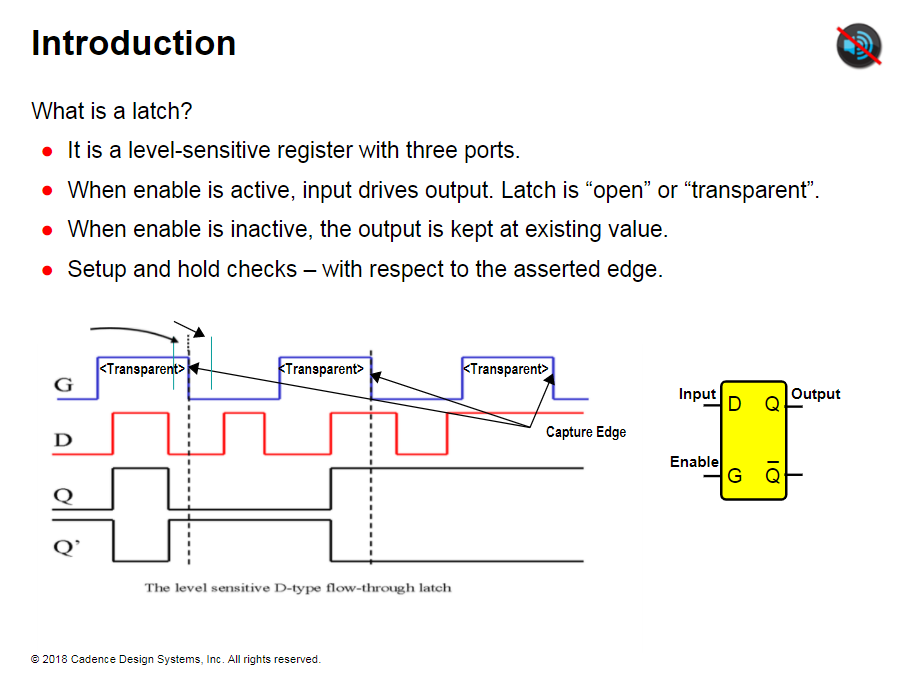 Introduction
What is a latch?
● It is a level-sensitive register with three ports.
● When enable is active, input drives output. Latch is “open” or “transparent”.
● When enable is inactive, the output is kept at existing value.
● Setup and hold checks – with respect to the asserted edge.
G
<Transparent>
<Transparent>
<Transparent>
D
Capture Edge
Q
Q’
The level sensitive D-type flow-through latch
Input
D
Q
Output
Enable
G
Q̅
© 2018 Cadence Design Systems, Inc. All rights reserved.